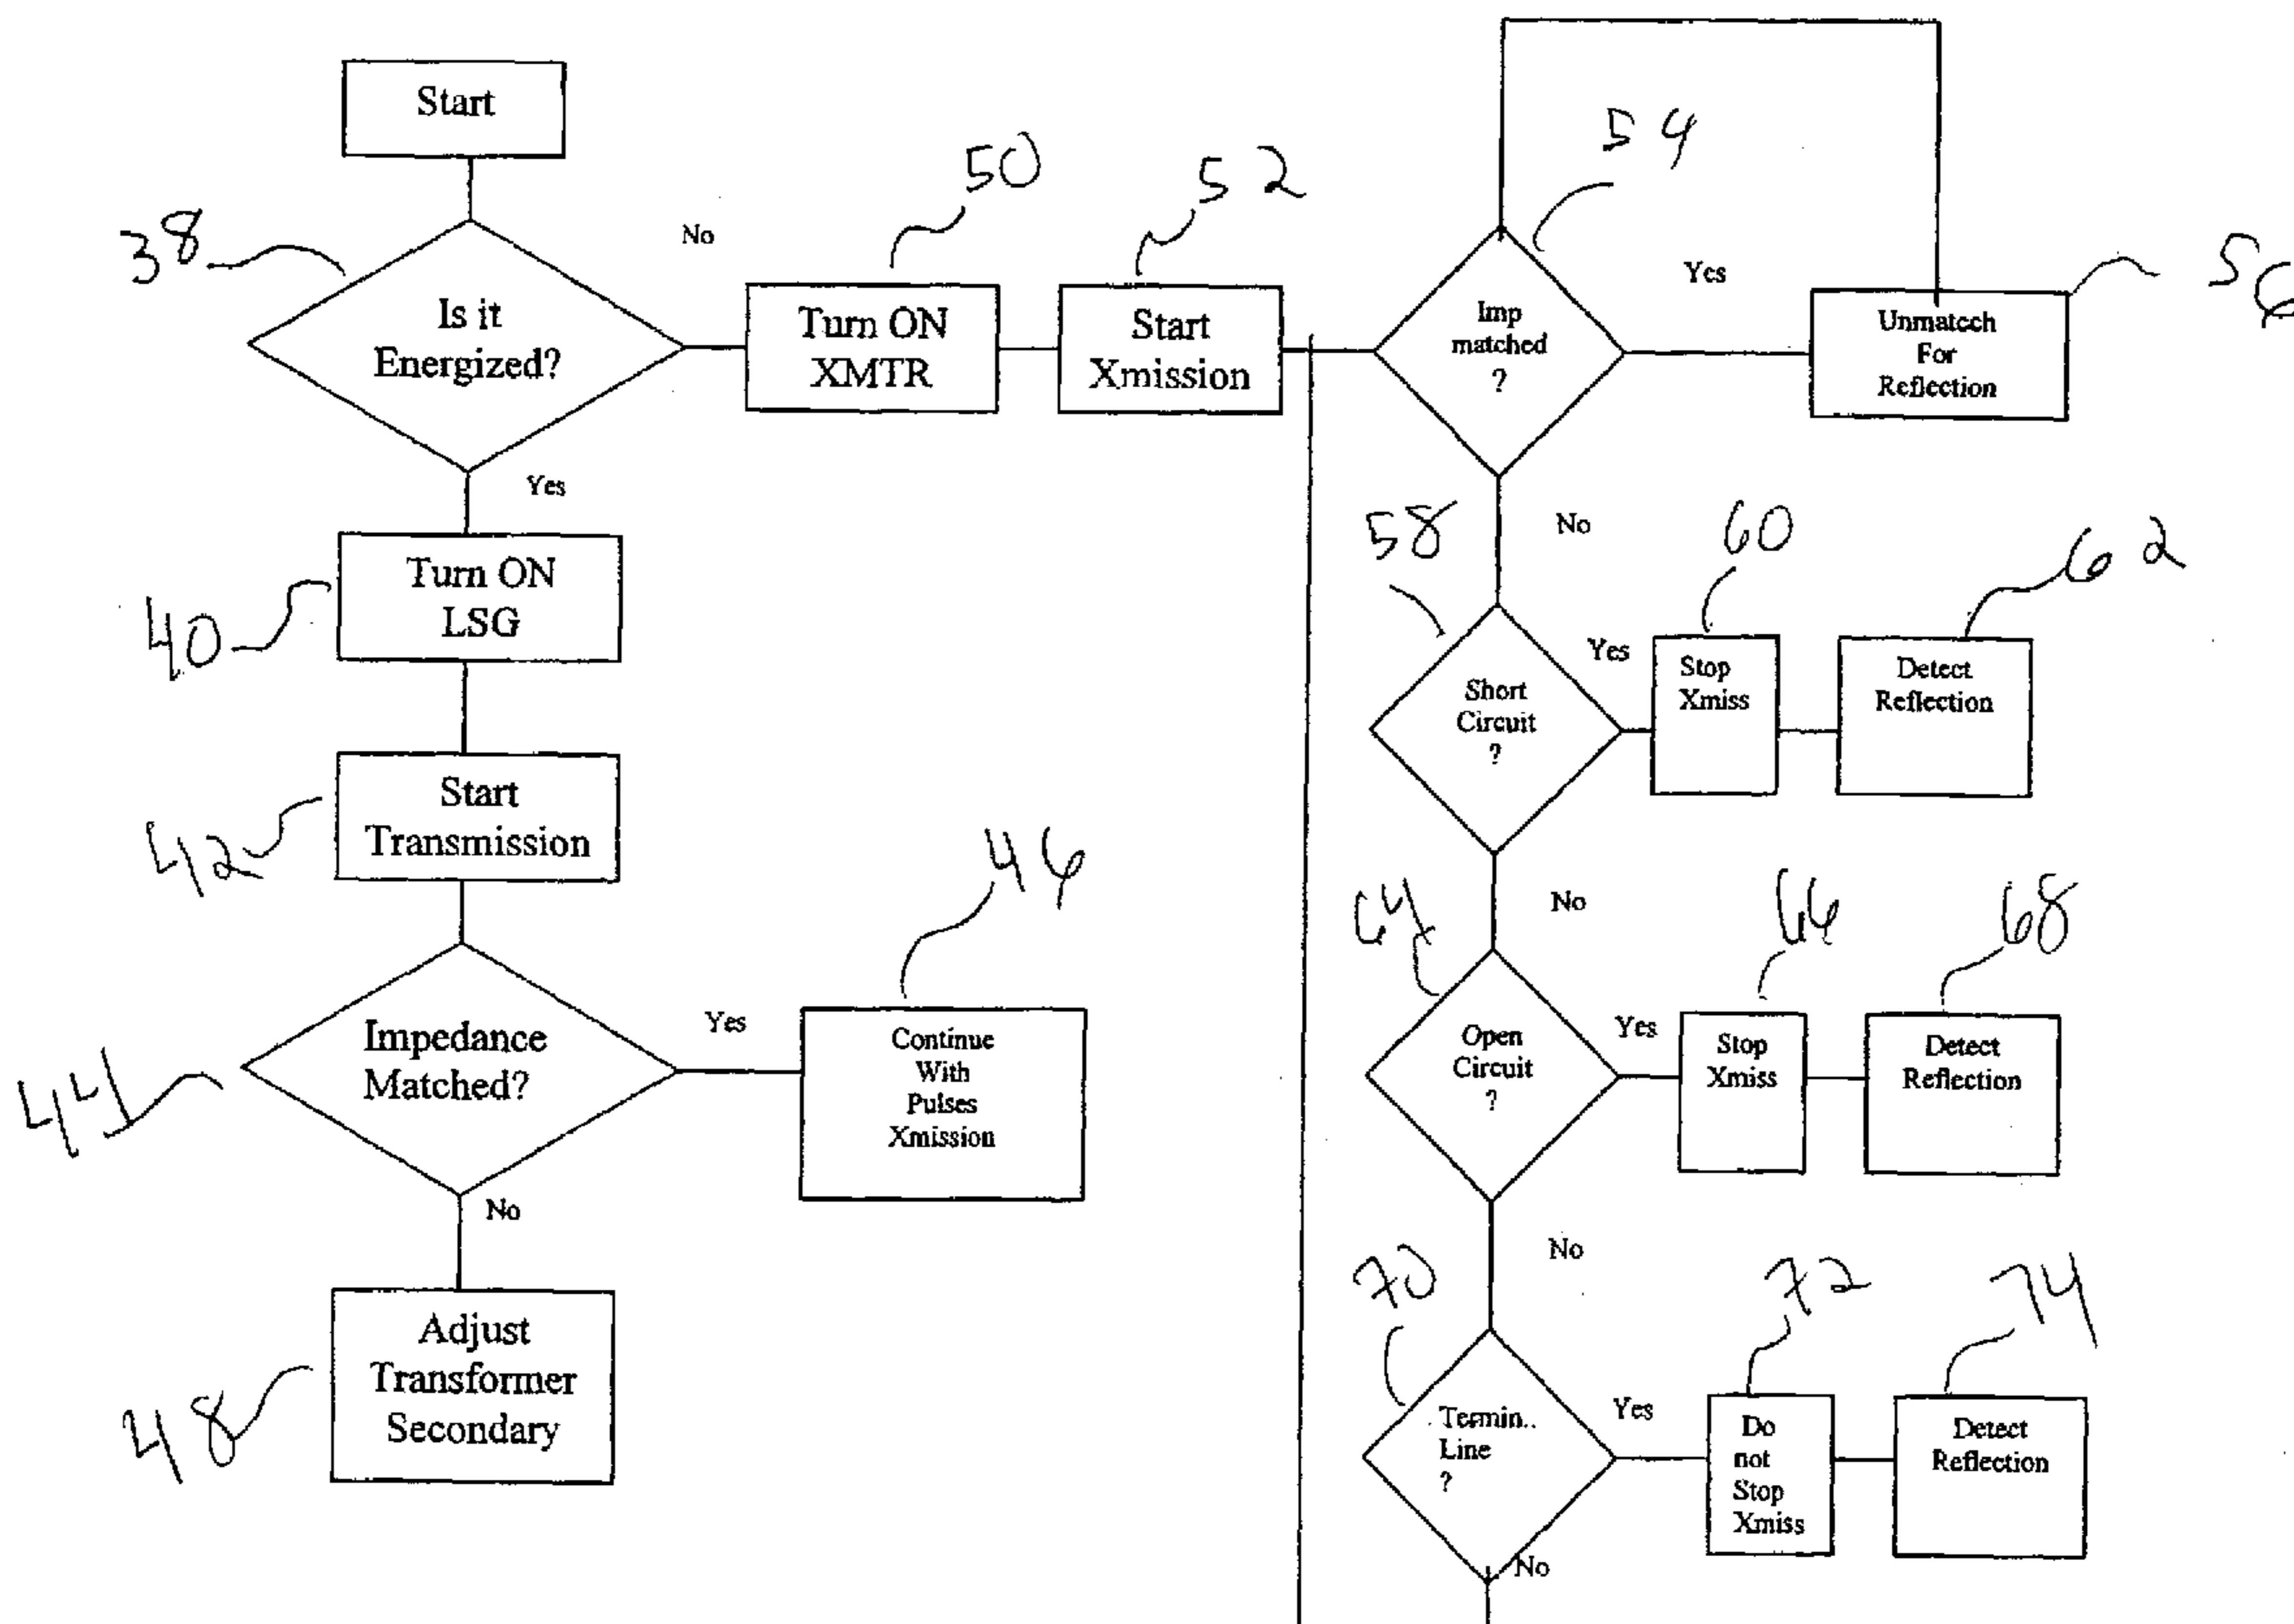 Start
38
Is it
Energized?
No
50
Turn ON
XMTR
52
Start
Xmission
54
Imp
matched
?
Yes
56
Unmatcch
For
Reflection
Yes
40
Turn ON
LSG
42
Start
Transmission
44
Impedance
Matched?
Yes
46
Continue
With
Pulses
Xmission
No
48
Adjust
Transformer
Secondary
No
58
Short
Circuit
?
Yes
60
Stop
Xmiss
62
Detect
Reflection
No
64
Open
Circuit
?
Yes
66
Stop
Xmiss
68
Detect
Reflection
No
70
Termin..
Line
?
Yes
72
Do
not
Stop
Xmiss
74
Detect
Reflection
No